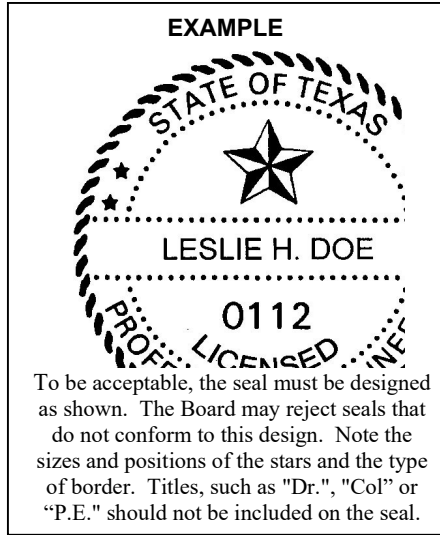 EXAMPLE
STATE OF TEXAS
LESLIE H. DOE
0112
LICENSED
To be acceptable, the seal must be designed
as shown.  The Board may reject seals that
do not conform to this design.  Note the
sizes and positions of the stars and the type
of border.  Titles, such as "Dr.", "Col” or
“P.E." should not be included on the seal.